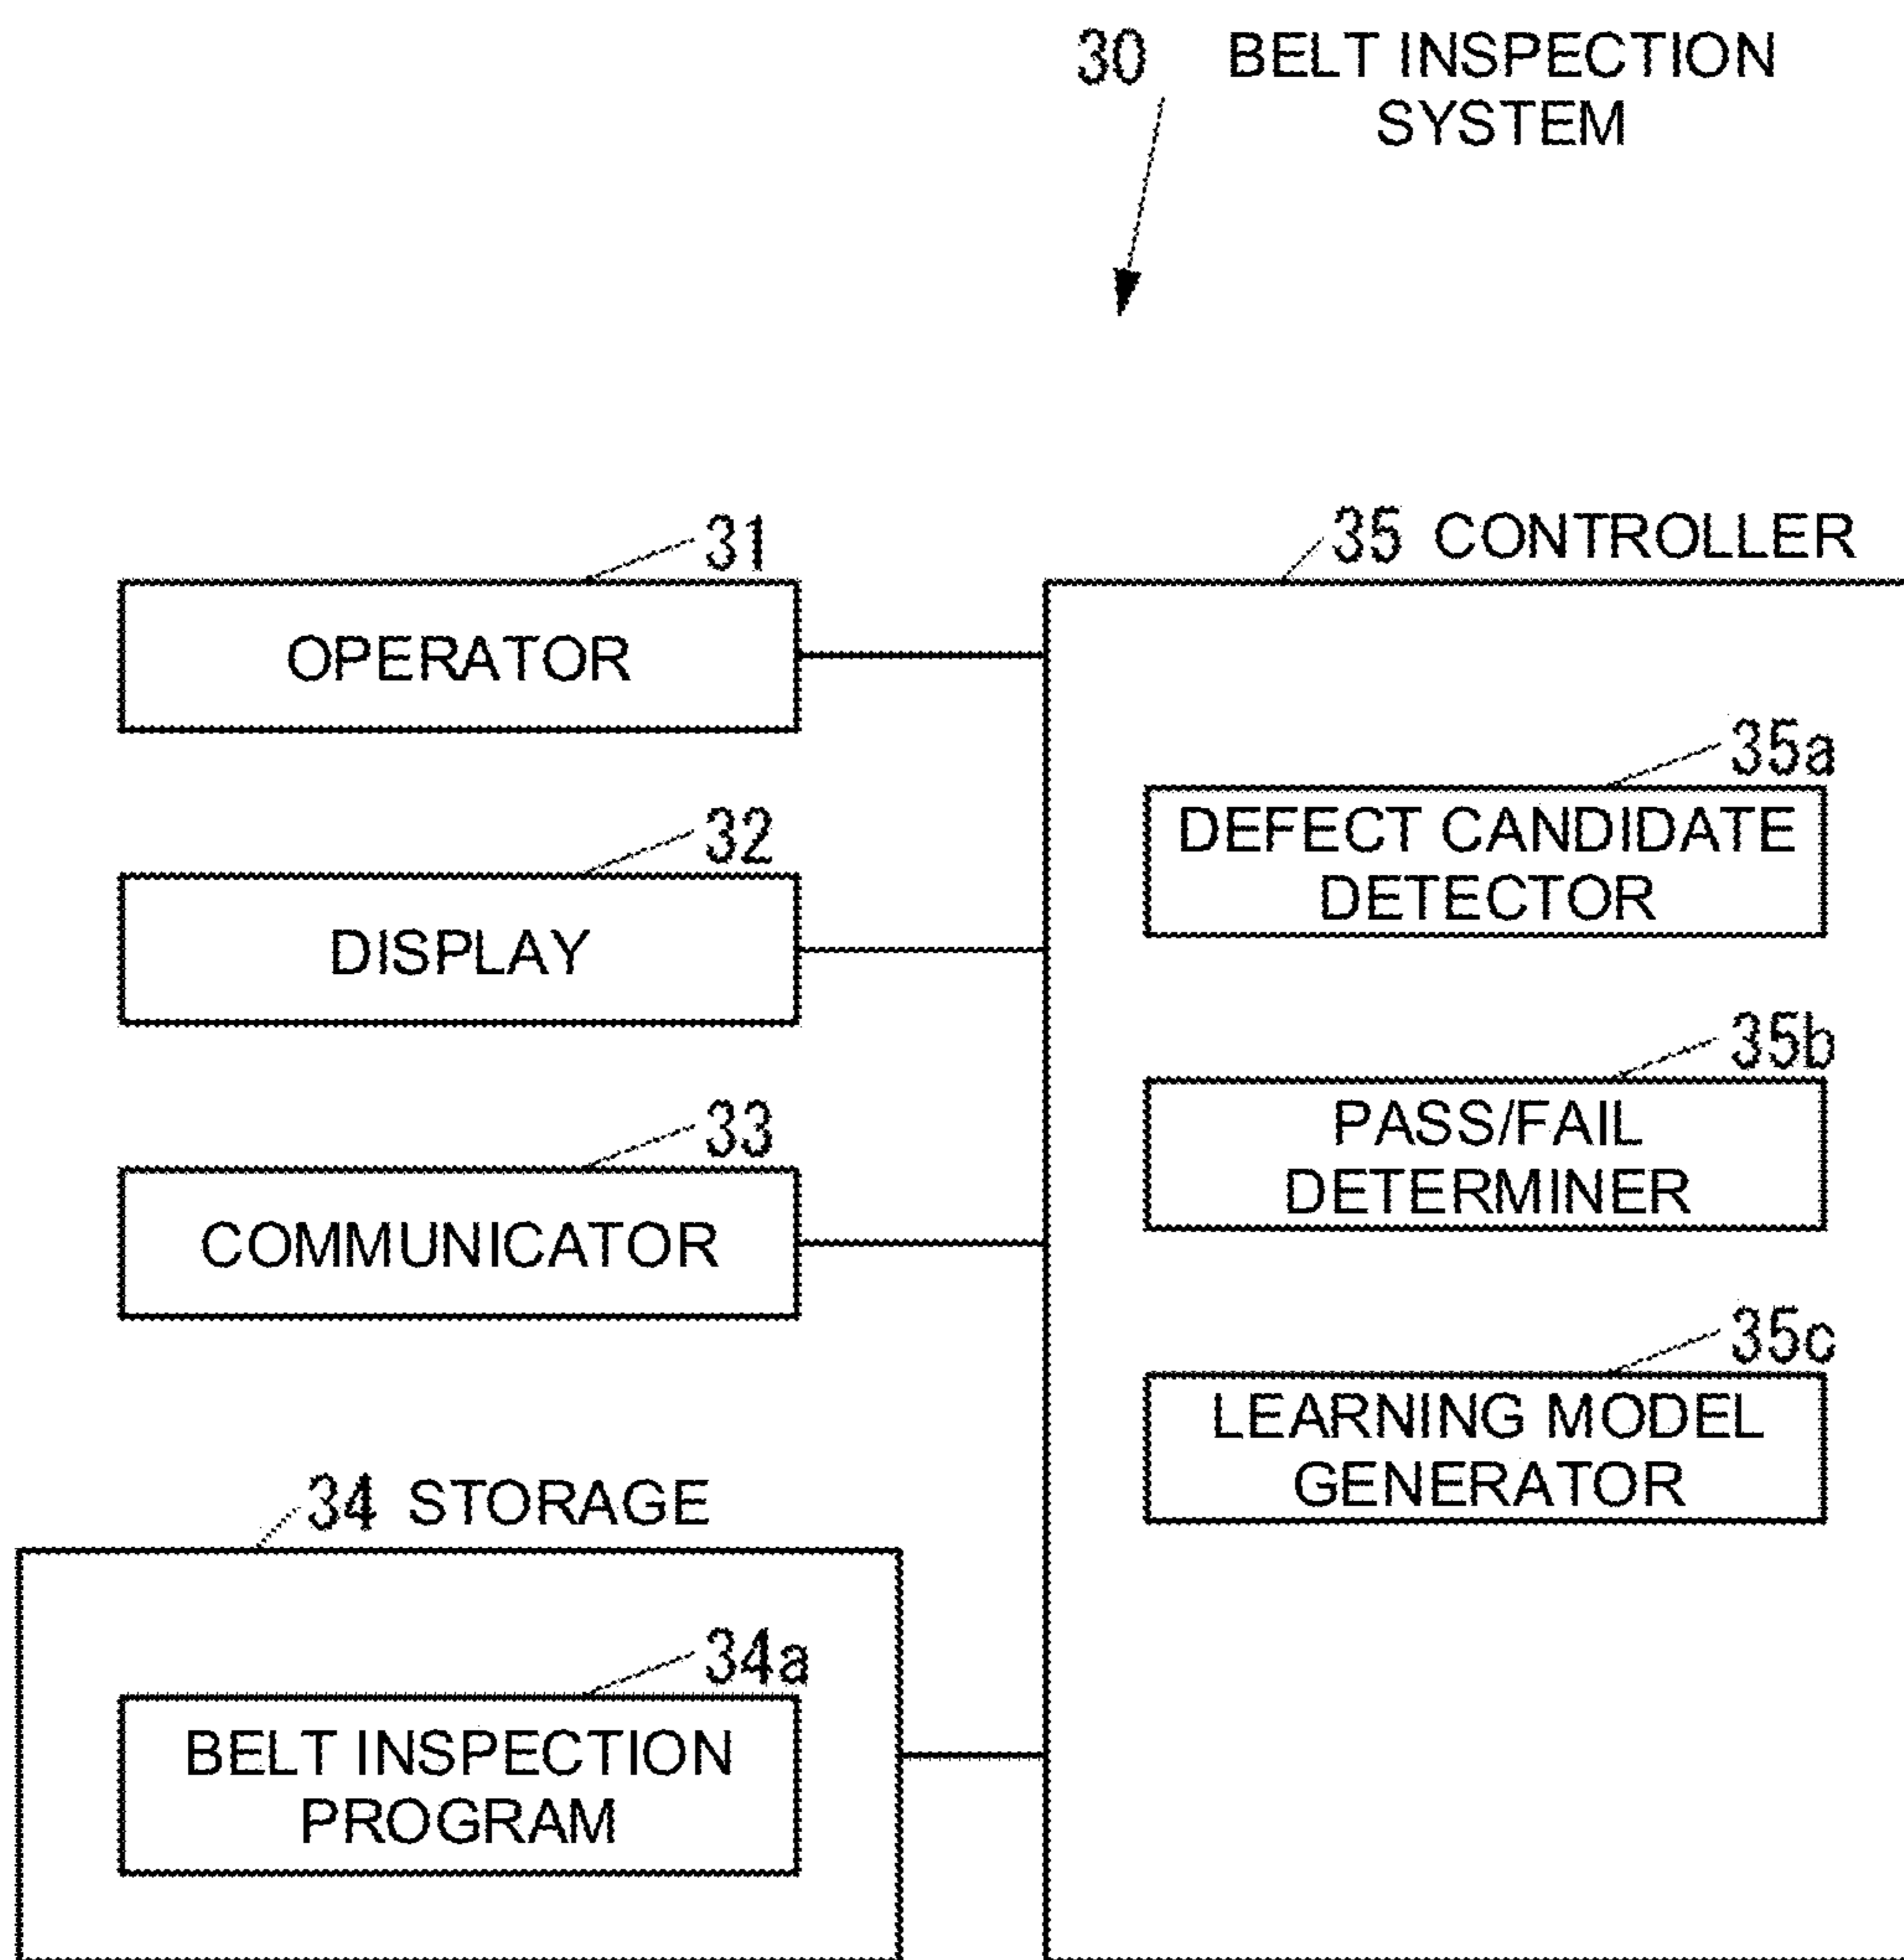 30 BELT INSPECTION
SYSTEM
31
OPERATOR
32
DISPLAY
33
COMMUNICATOR
34 STORAGE
34a
BELT INSPECTION
PROGRAM
35 CONTROLLER
35a
DEFECT CANDIDATE
DETECTOR
35b
PASS/FAIL
DETERMINER
35c
LEARNING MODEL
GENERATOR